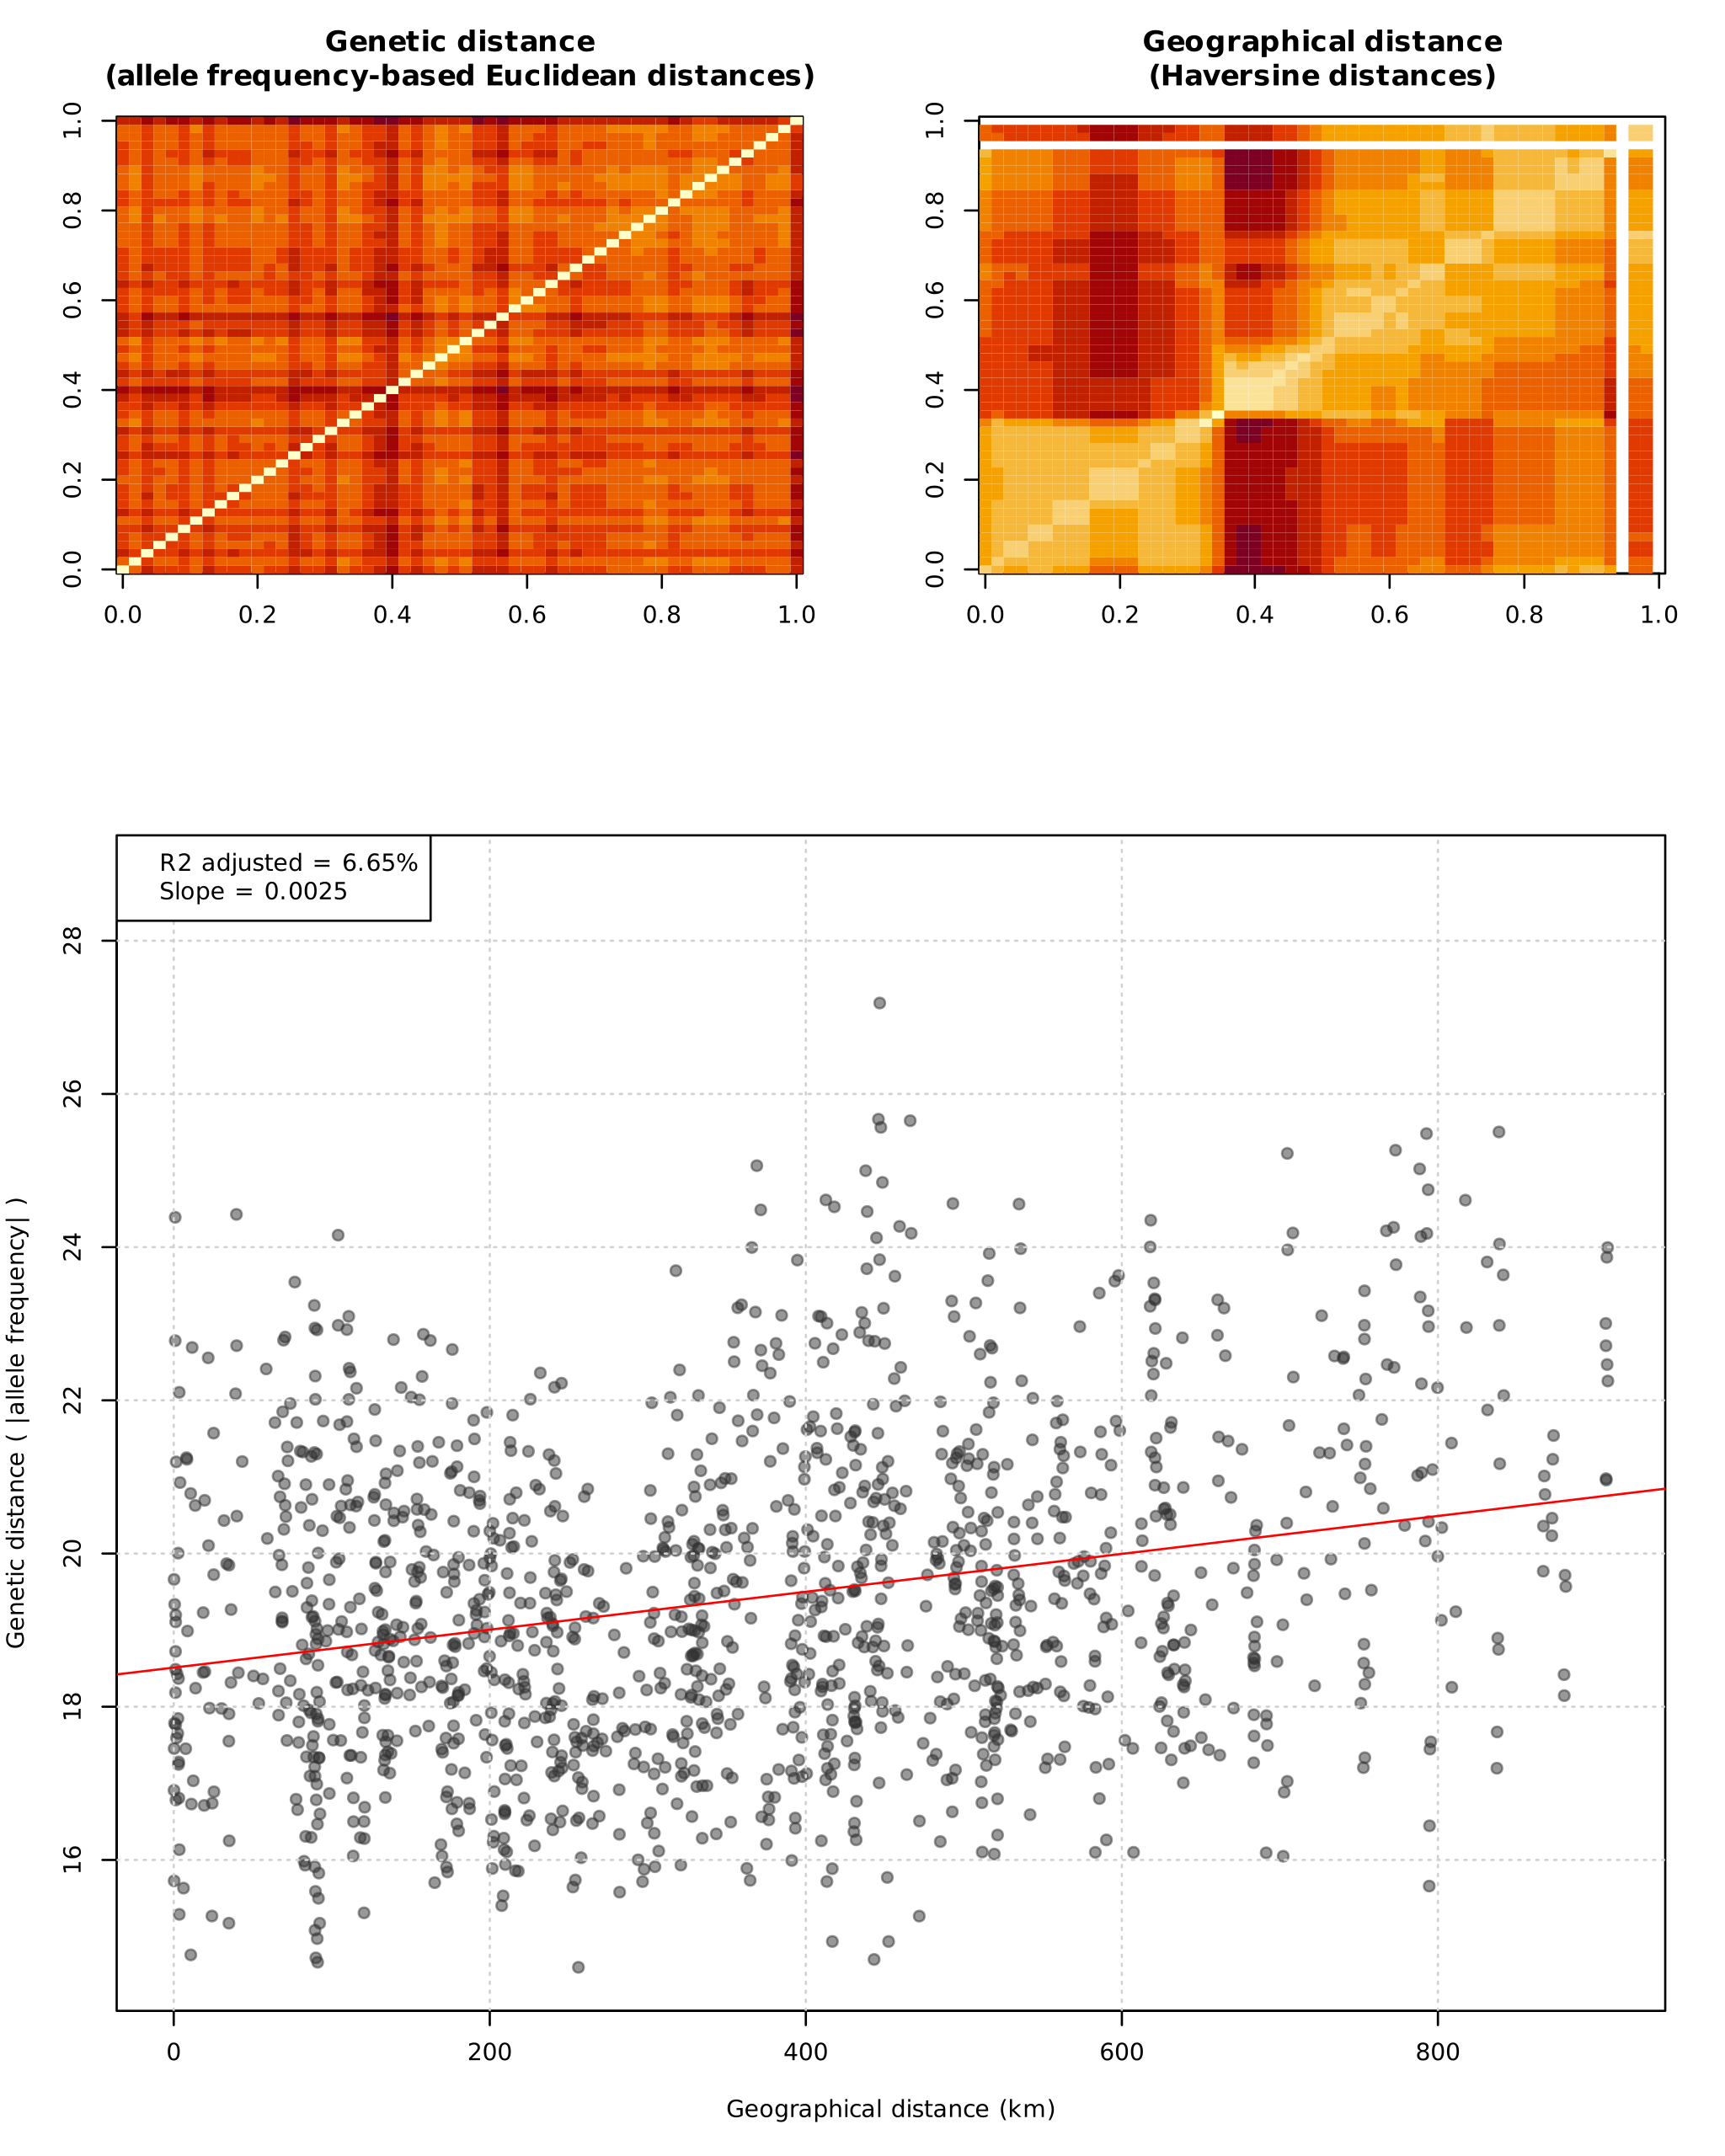 Genetic distance
(allele frequency-based Euclidean distances)
Geographical distance
(Haversine distances)
1.0
0.8
0.6
0.4
0.2
0.0
0.0 0.2 0.4 0.6 0.8 1.0
1.0
0.8
0.6
0.4
0.2
0.0
0.0 0.2 0.4 0.6 0.8 1.0
R2 adjusted = 6.65%
Slope = 0.0025
Genetic distance ( |allele frequency| )
28
26
24
22
20
18
16
0 200 400 600 800
Geographical distance (km)